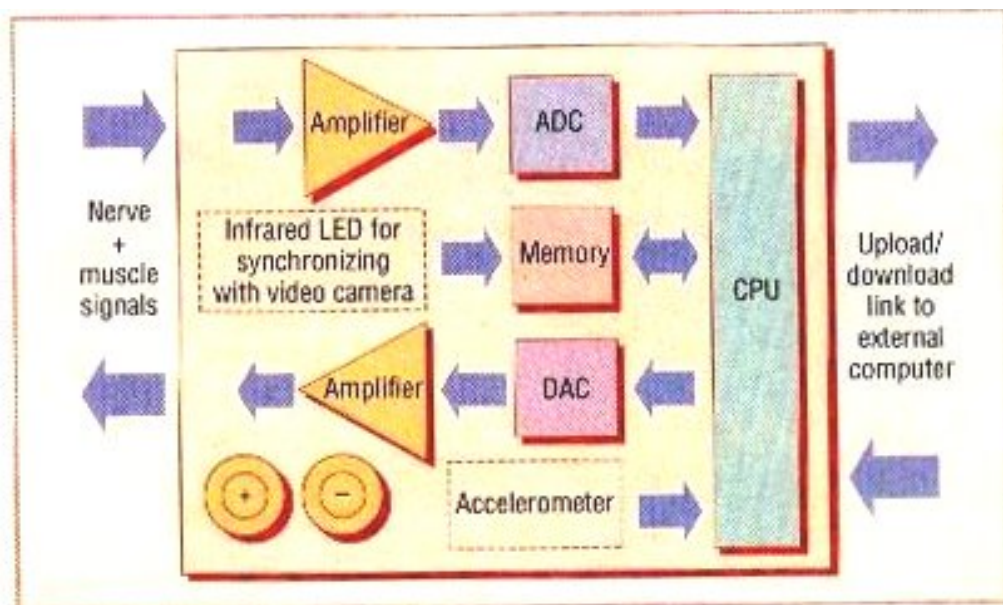 Amplifier
ADC
Nerve
+
muscle
signals
Infrared LED for
synchronizing
with video camera
Memory
CPU
Upload/
download
link to
external
computer
Amplifier
DAC
+
−
Accelerometer